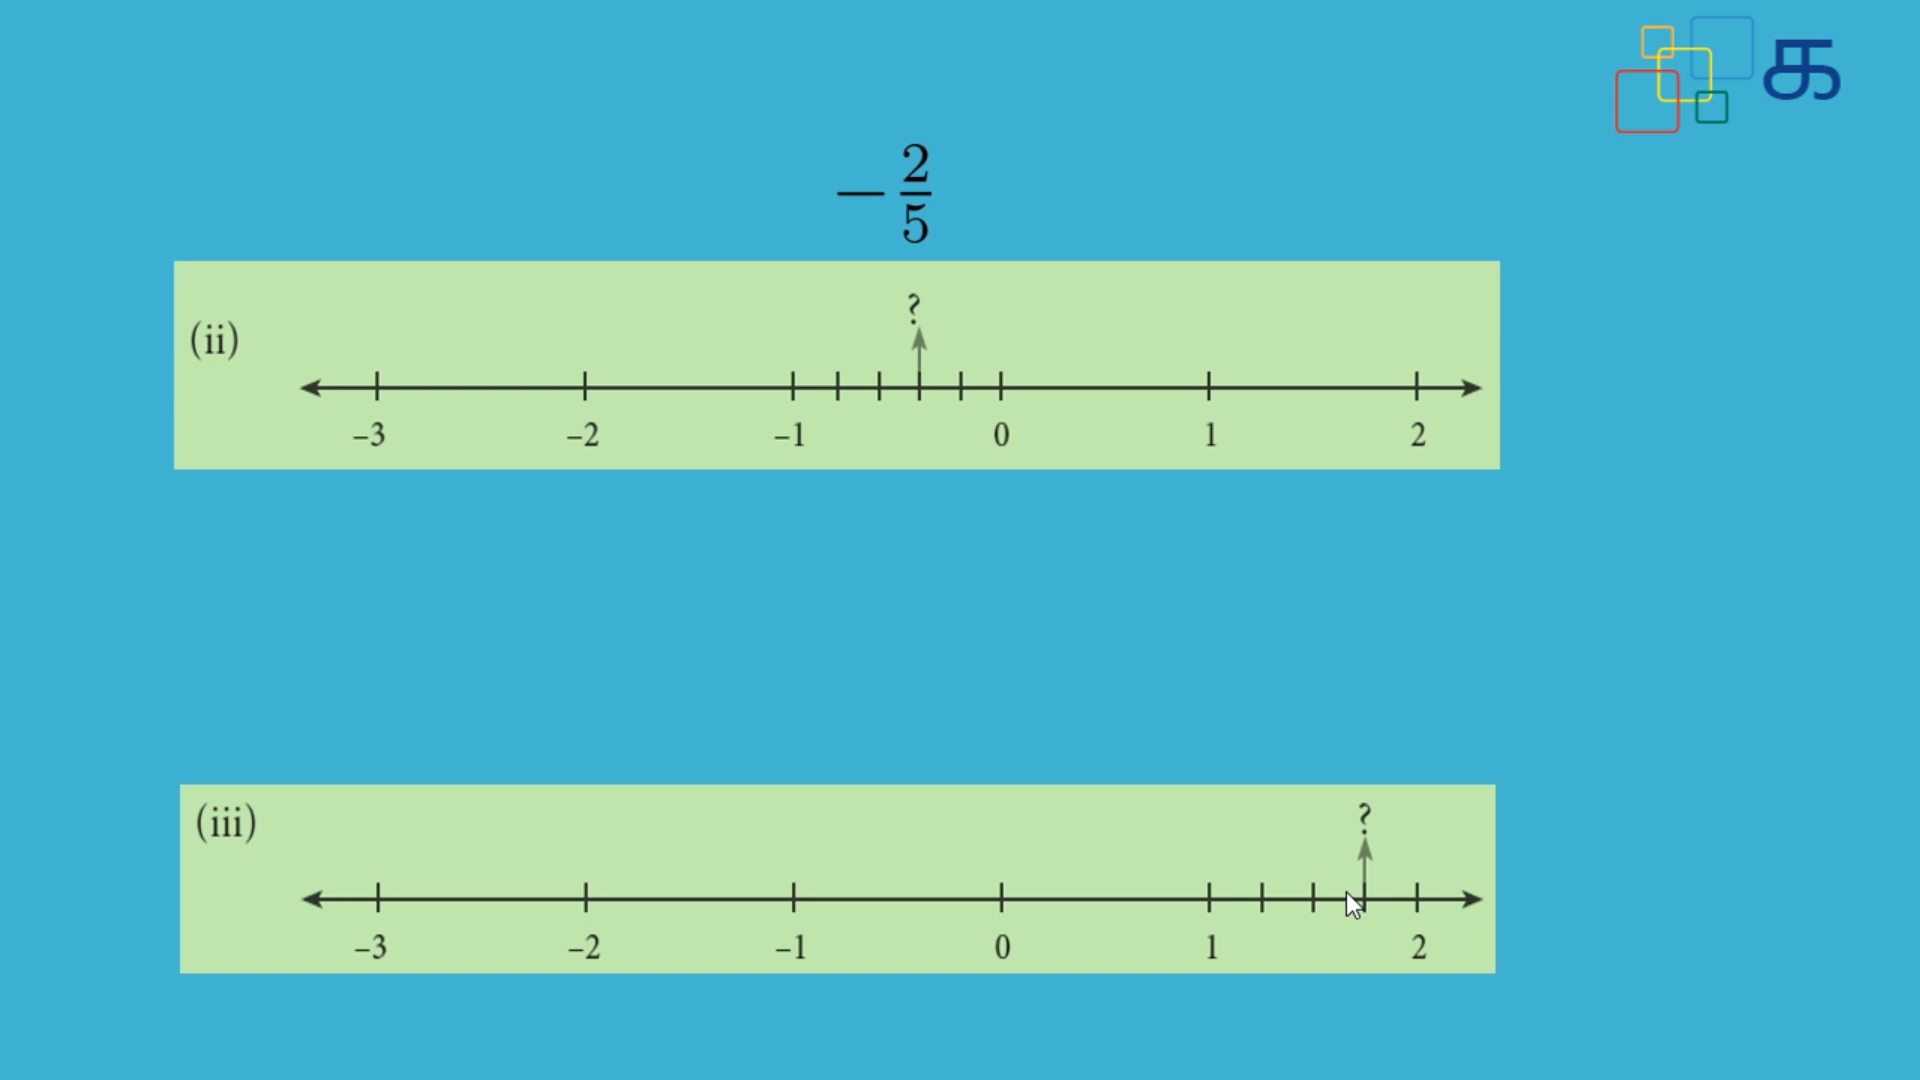 க
− 2/5
(ii)
?
–3 –2 –1 0 1 2
(iii)
?
–3 –2 –1 0 1 2